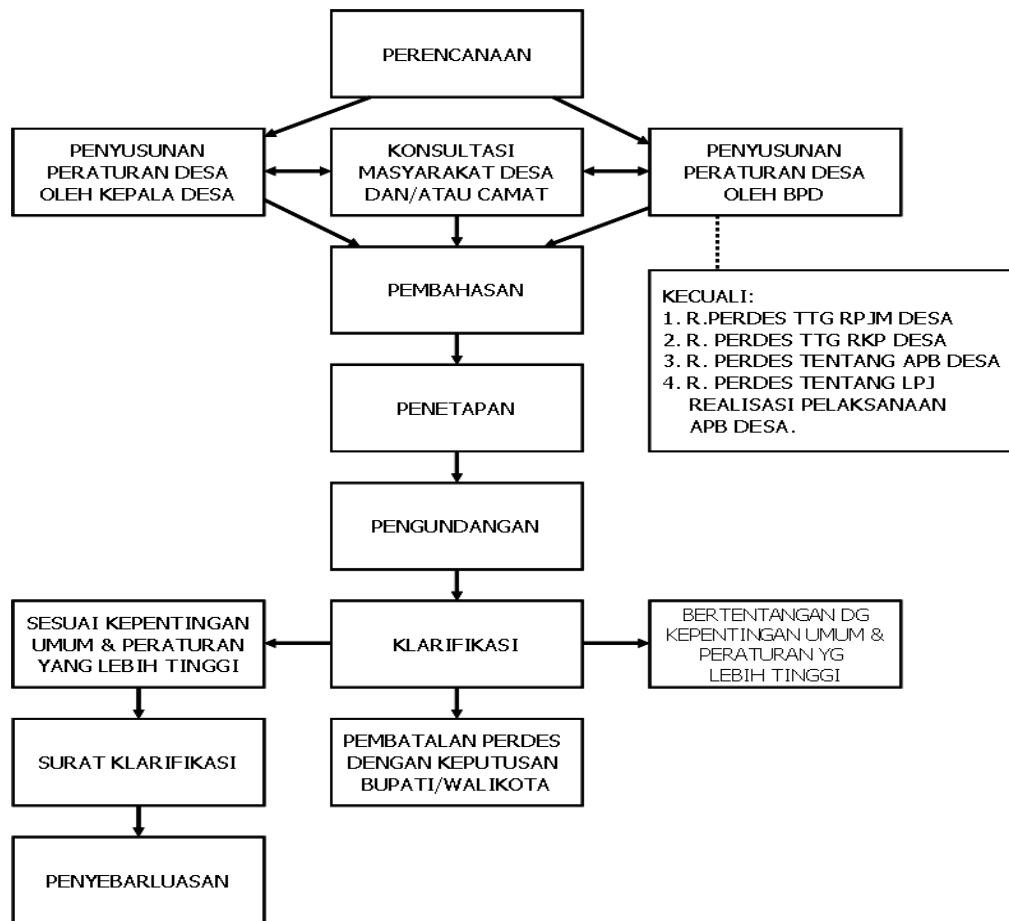 PERENCANAAN
PENYUSUNAN
PERATURAN DESA
OLEH KEPALA DESA
KONSULTASI
MASYARAKAT DESA
DAN/ATAU CAMAT
PENYUSUNAN
PERATURAN DESA
OLEH BPD
PEMBAHASAN
KECUALI:
1. R.PERDES TTG RPJM DESA
2. R. PERDES TTG RKP DESA
3. R. PERDES TENTANG APB DESA
4. R. PERDES TENTANG LPJ
REALISASI PELAKSANAAN
APB DESA.
PENETAPAN
PENGUNDANGAN
SESUAI KEPENTINGAN
UMUM & PERATURAN
YANG LEBIH TINGGI
KLARIFIKASI
BERTENTANGAN DG
KEPENTINGAN UMUM &
PERATURAN YG
LEBIH TINGGI
SURAT KLARIFIKASI
PEMBATALAN PERDES
DENGAN KEPUTUSAN
BUPATI/WALIKOTA
PENYEBARLUASAN